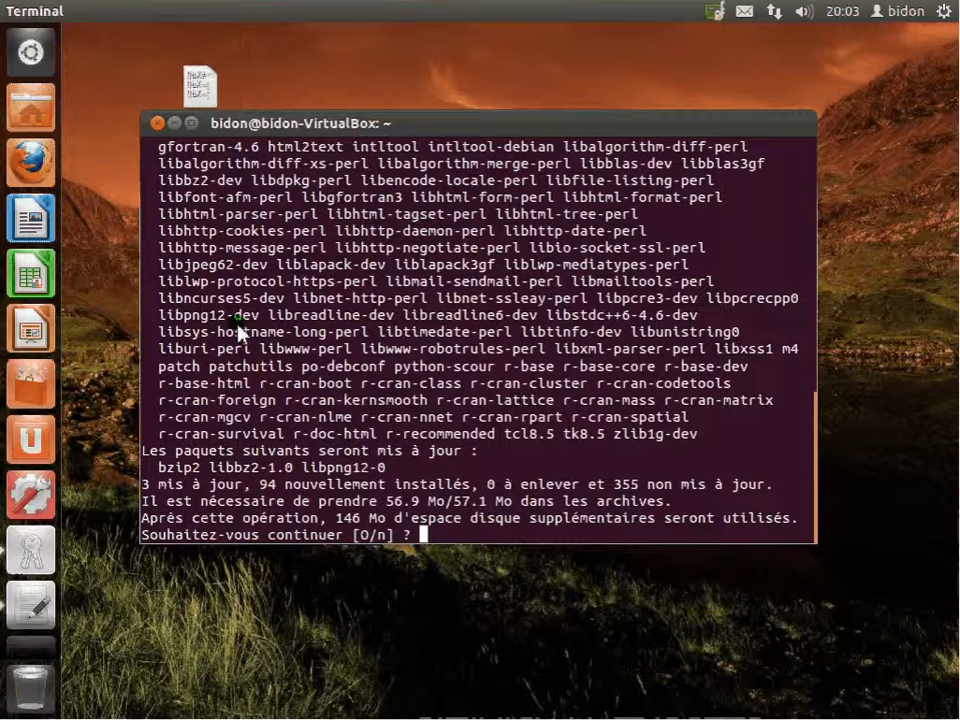 Terminal
20:03 bidon
bidon@bidon-VirtualBox: ~
gfortran-4.6 html2text intltool intltool-debian libalgorithm-diff-perl
libalgorithm-diff-xs-perl libalgorithm-merge-perl libblas-dev libblas3gf
libbz2-dev libdpkg-perl libencode-locale-perl libfile-listing-perl
libfont-afm-perl libgfortran3 libhtml-form-perl libhtml-format-perl
libhtml-parser-perl libhtml-tagset-perl libhtml-tree-perl
libhttp-cookies-perl libhttp-daemon-perl libhttp-date-perl
libhttp-message-perl libhttp-negotiate-perl libio-socket-ssl-perl
libjpeg62-dev liblapack-dev liblapack3gf liblwp-mediatypes-perl
liblwp-protocol-https-perl libmail-sendmail-perl libmailtools-perl
libncurses5-dev libnet-http-perl libnet-ssleay-perl libpcre3-dev libpcrecpp0
libpng12-dev libreadline-dev libreadline6-dev libstdc++6-4.6-dev
libsys-hostname-long-perl libtimedate-perl libtinfo-dev libunistring0
liburi-perl libwww-perl libwww-robotrules-perl libxml-parser-perl libxss1 m4
patch patchutils po-debconf python-scour r-base r-base-core r-base-dev
r-base-html r-cran-boot r-cran-class r-cran-cluster r-cran-codetools
r-cran-foreign r-cran-kernsmooth r-cran-lattice r-cran-mass r-cran-matrix
r-cran-mgcv r-cran-nlme r-cran-nnet r-cran-rpart r-cran-spatial
r-cran-survival r-doc-html r-recommended tcl8.5 tk8.5 zlib1g-dev
Les paquets suivants seront mis à jour :
bzip2 libbz2-1.0 libpng12-0
3 mis à jour, 94 nouvellement installés, 0 à enlever et 355 non mis à jour.
Il est nécessaire de prendre 56.9 Mo/57.1 Mo dans les archives.
Après cette opération, 146 Mo d'espace disque supplémentaires seront utilisés.
Souhaitez-vous continuer [O/n] ?